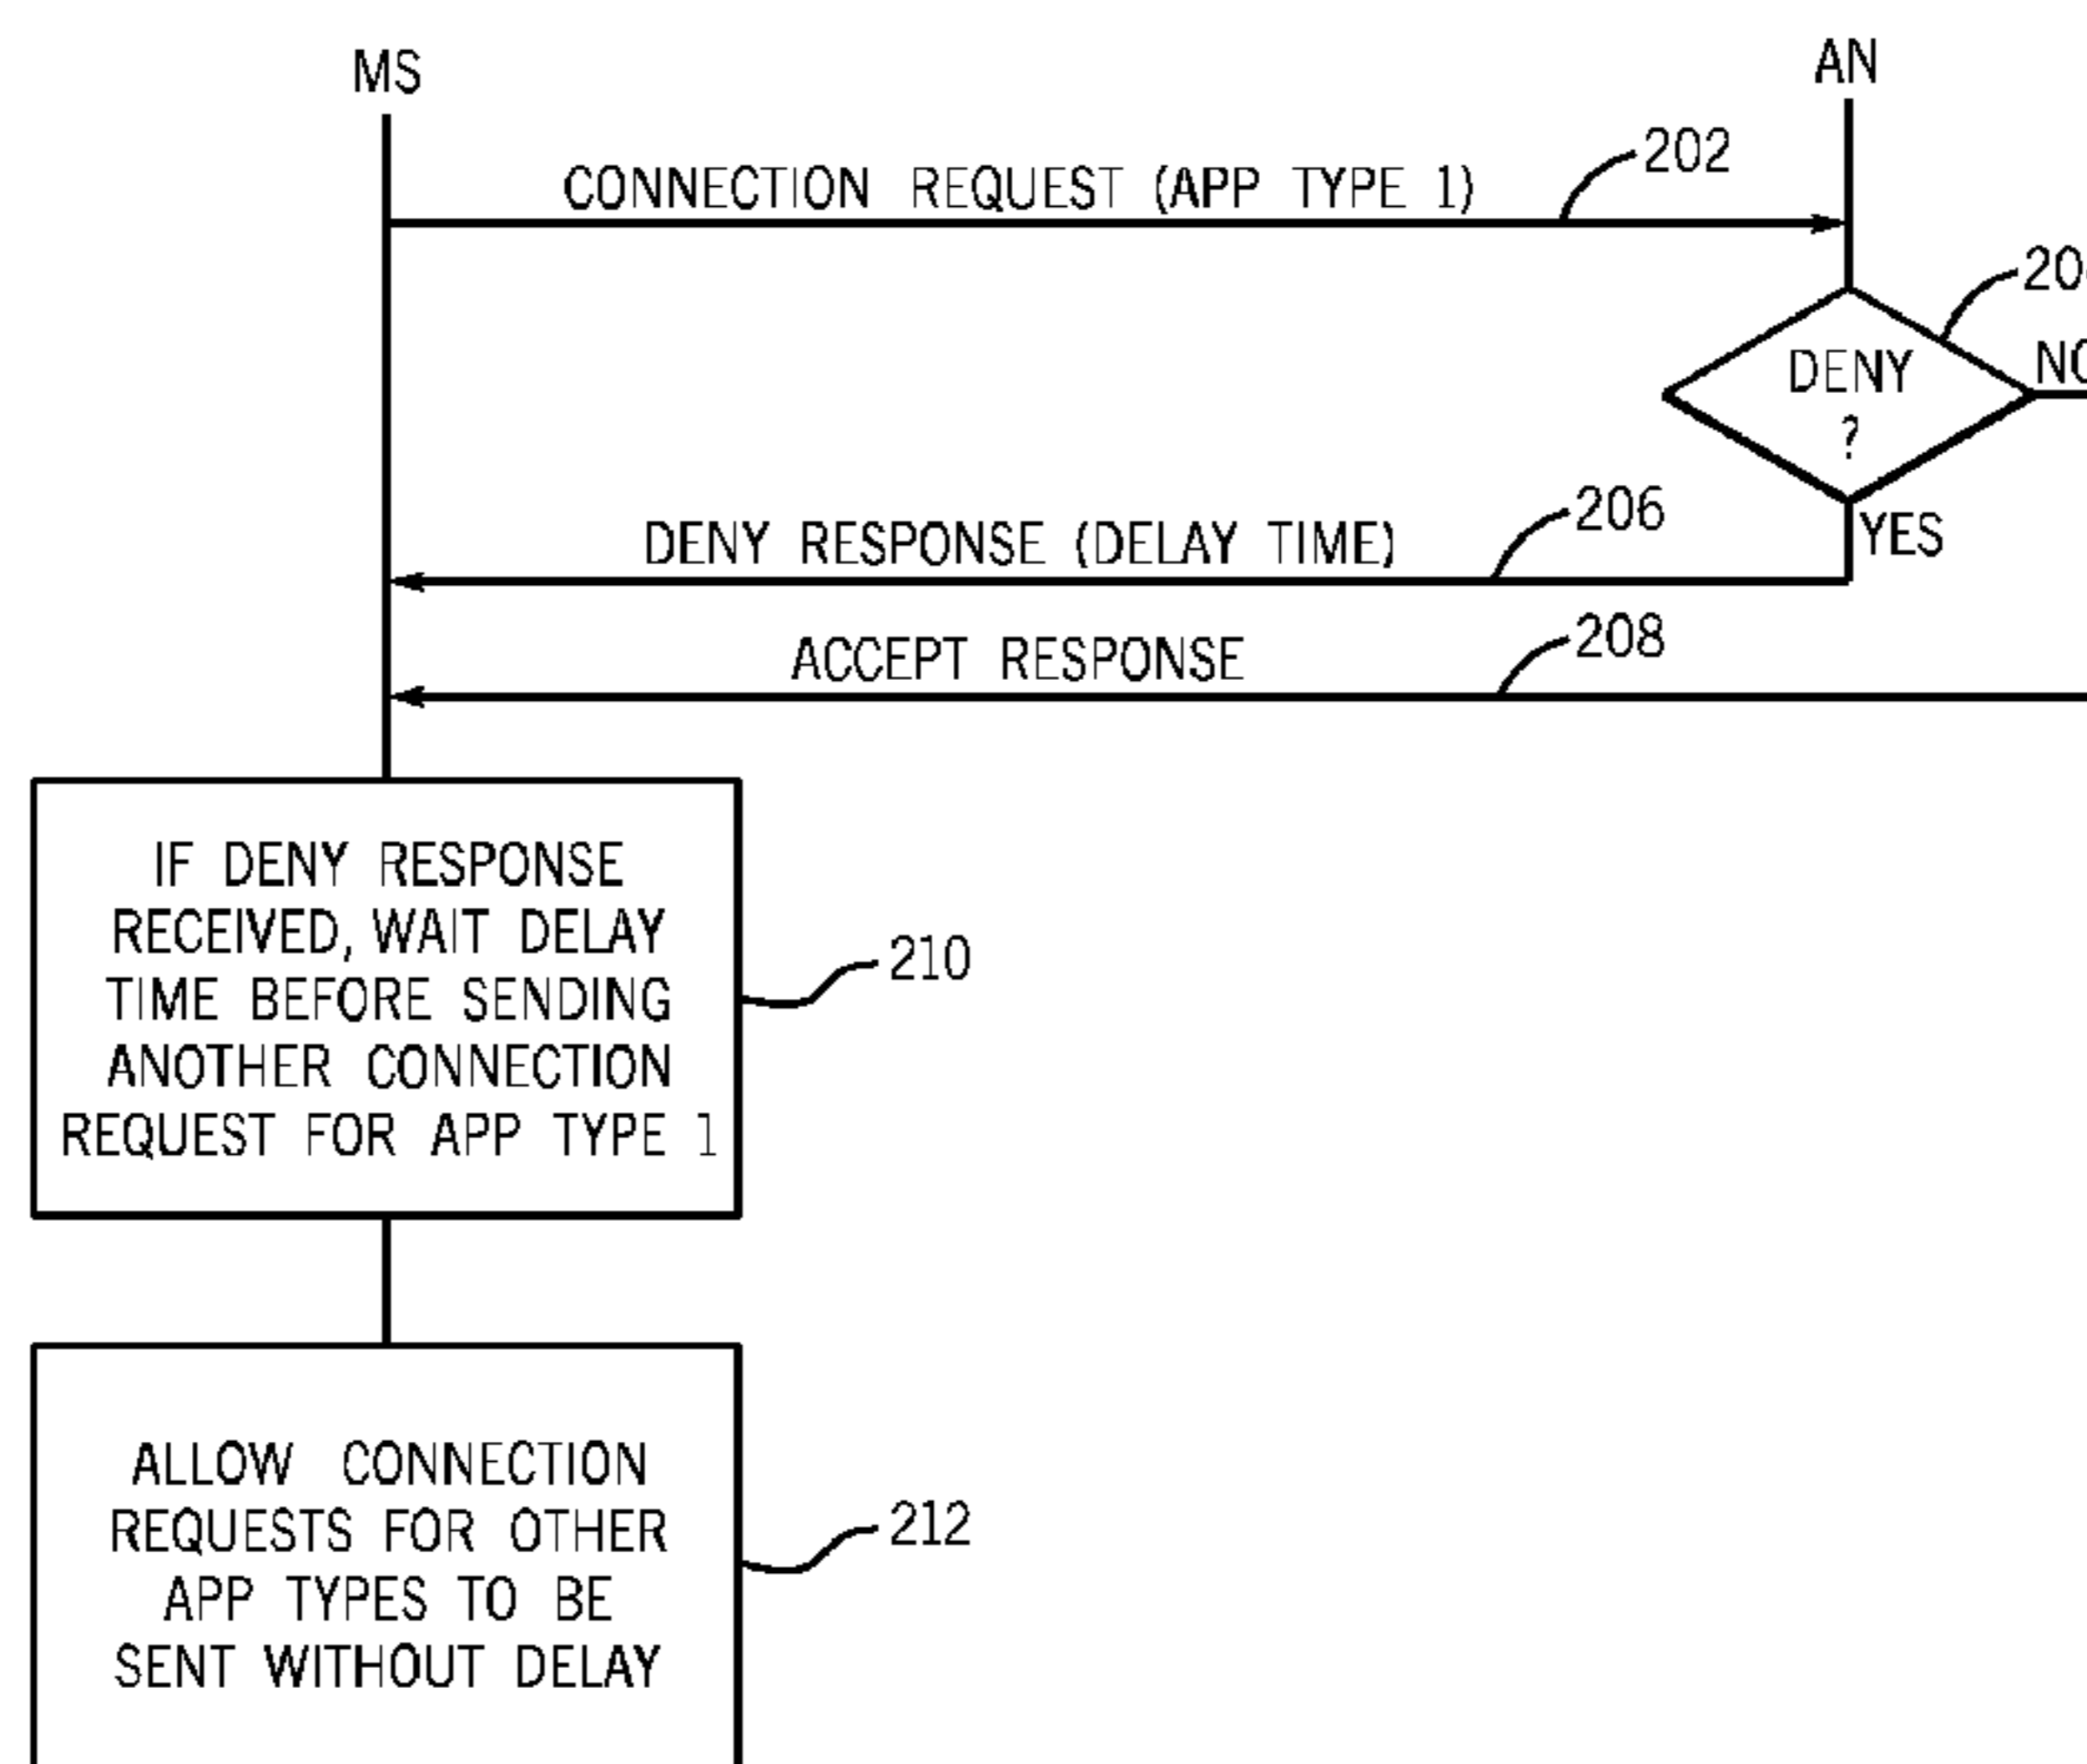 MS
AN
CONNECTION REQUEST (APP TYPE 1)
202
DENY
?
YES
DENY RESPONSE (DELAY TIME)
206
ACCEPT RESPONSE
208
IF DENY RESPONSE
RECEIVED, WAIT DELAY
TIME BEFORE SENDING
ANOTHER CONNECTION
REQUEST FOR APP TYPE 1
210
ALLOW CONNECTION
REQUESTS FOR OTHER
APP TYPES TO BE
SENT WITHOUT DELAY
212